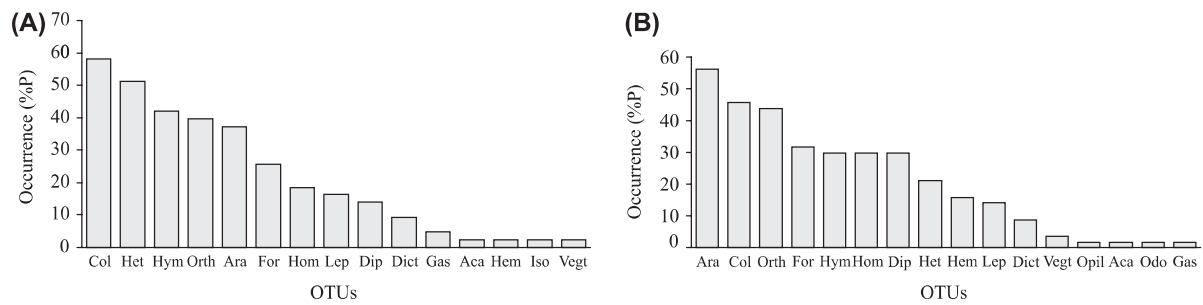 (A)
Occurrence (%P)
70
60
50
40
30
20
10
0
Col Het Hym Orth Ara For Hom Lep Dip Dict Gas Aca Hem Iso Vegt
OTUs
(B)
Occurrence (%P)
60
50
40
30
20
10
0
Ara Col Orth For Hym Hom Dip Het Hem Lep Dict Vegt Opil Aca Odo Gas
OTUs